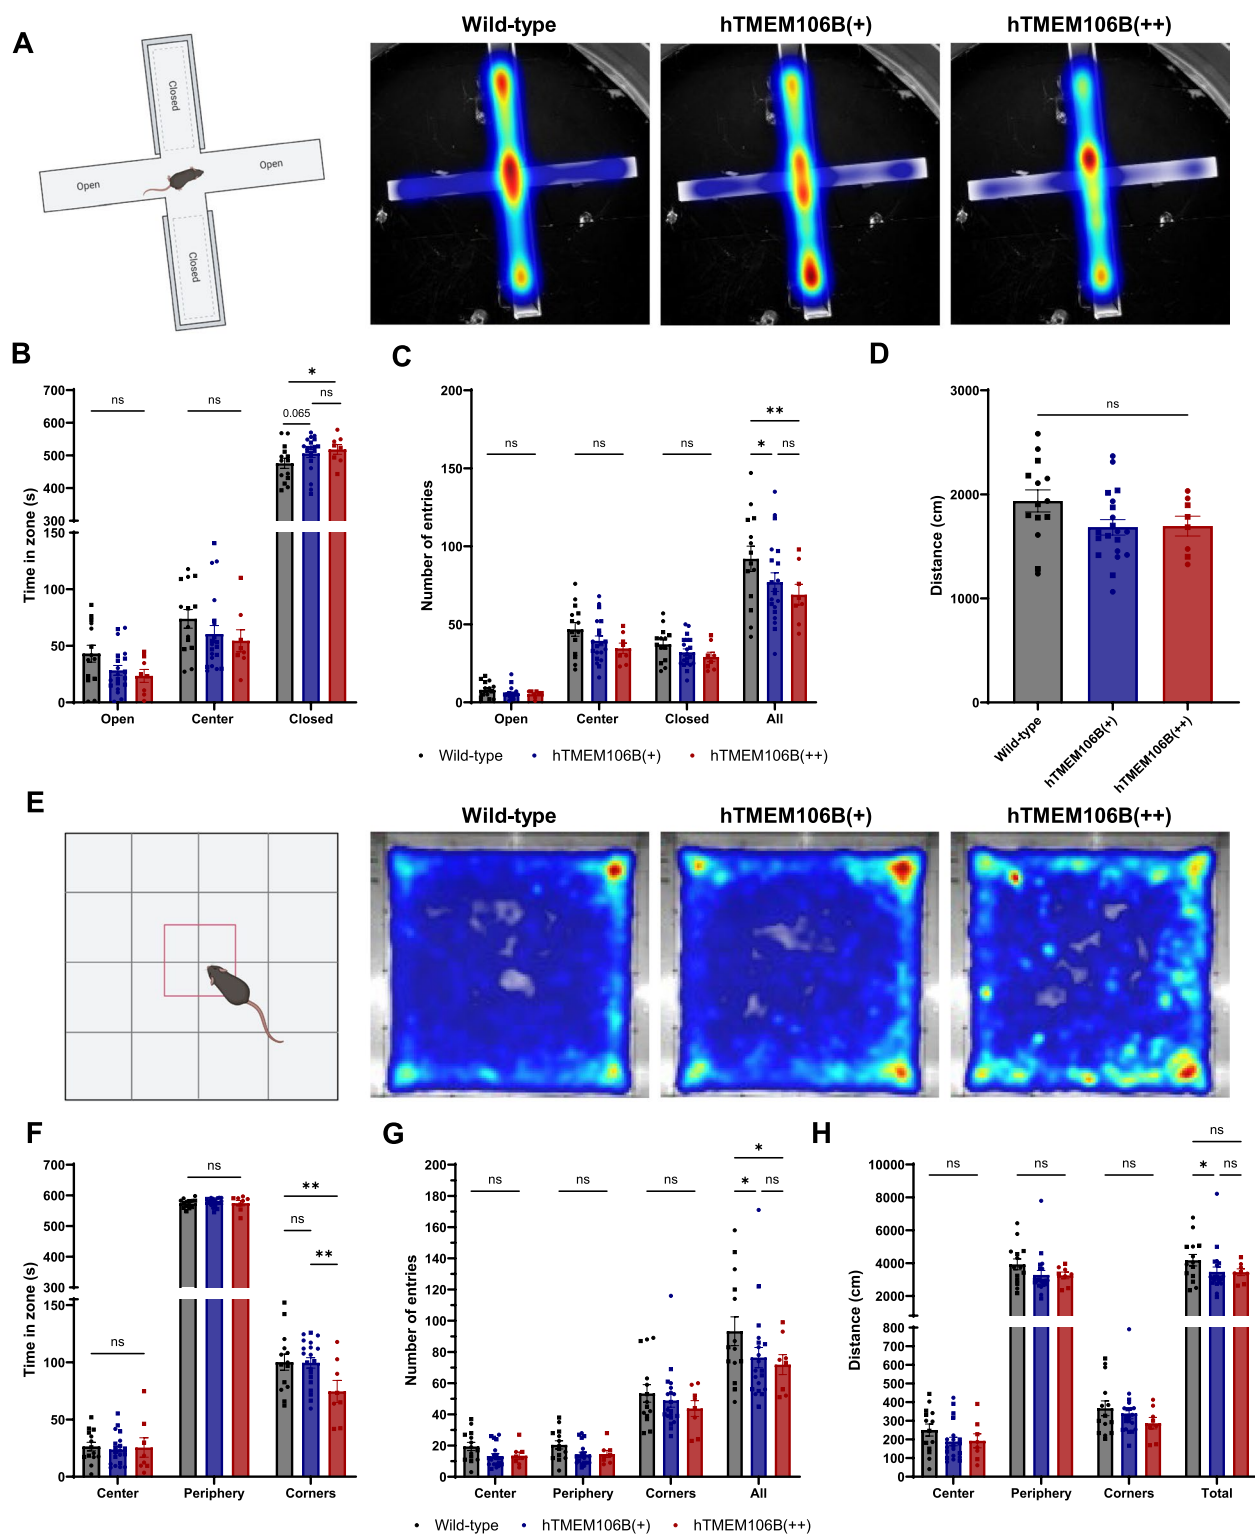 A
Wild-type
hTMEM106B(+)
hTMEM106B(++)
Closed
Open
Open
Closed
B
Time in zone (s)
700
600
500
400
300
150
100
50
0
ns
ns
*
ns
0.065
Open
Center
Closed
C
Number of entries
200
150
100
50
0
ns
ns
ns
**
*
ns
Open
Center
Closed
All
D
Distance (cm)
3000
2000
1000
0
ns
Wild-type
hTMEM106B(+)
hTMEM106B(++)
Wild-type
hTMEM106B(+)
hTMEM106B(++)
E
Wild-type
hTMEM106B(+)
hTMEM106B(++)
F
Time in zone (s)
700
600
500
400
300
150
100
50
0
ns
ns
**
ns
**
Center
Periphery
Corners
G
Number of entries
200
180
160
140
120
100
80
60
40
20
0
ns
ns
ns
*
*
ns
Center
Periphery
Corners
All
H
Distance (cm)
10000
8000
6000
4000
2000
800
700
600
500
400
300
200
100
0
ns
ns
ns
ns
*
ns
Center
Periphery
Corners
Total
Wild-type
hTMEM106B(+)
hTMEM106B(++)